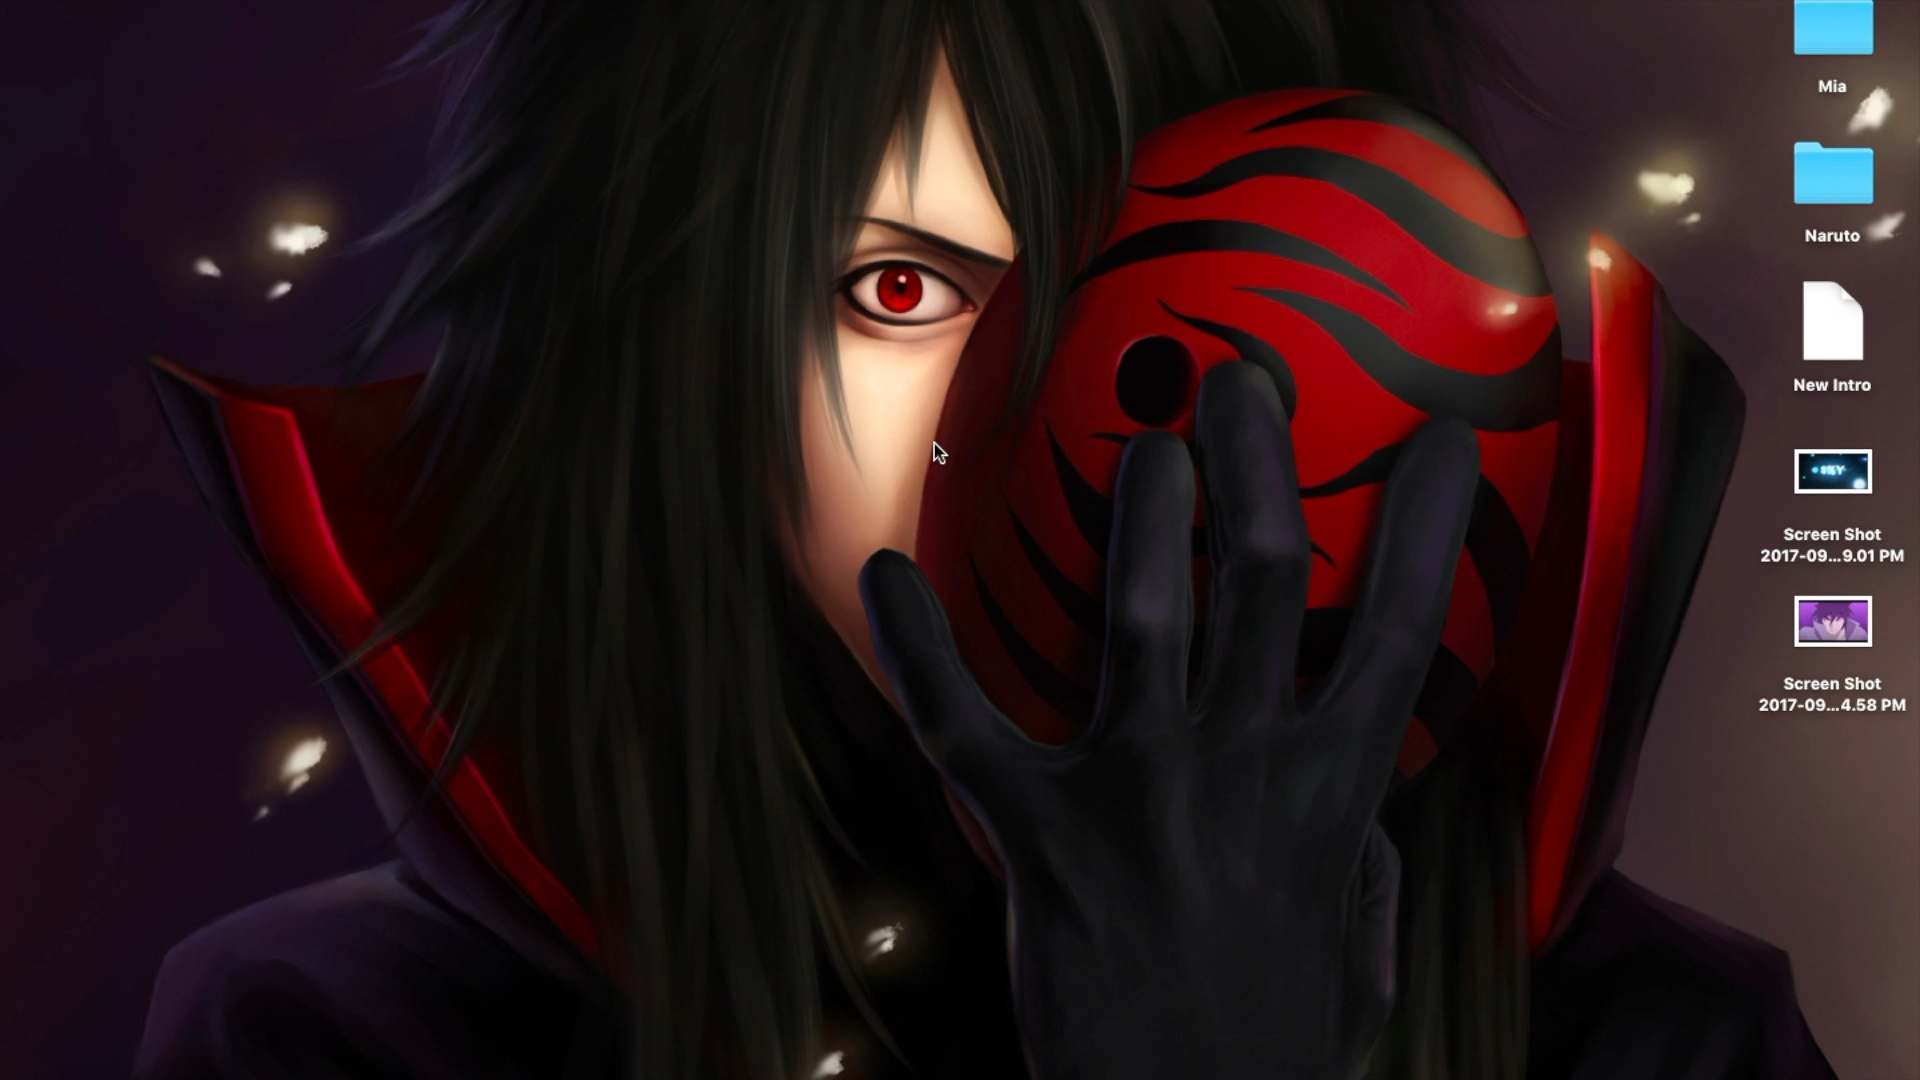 Mia
Naruto
New Intro
Screen Shot
2017-09...9.01 PM
Screen Shot
2017-09...4.58 PM